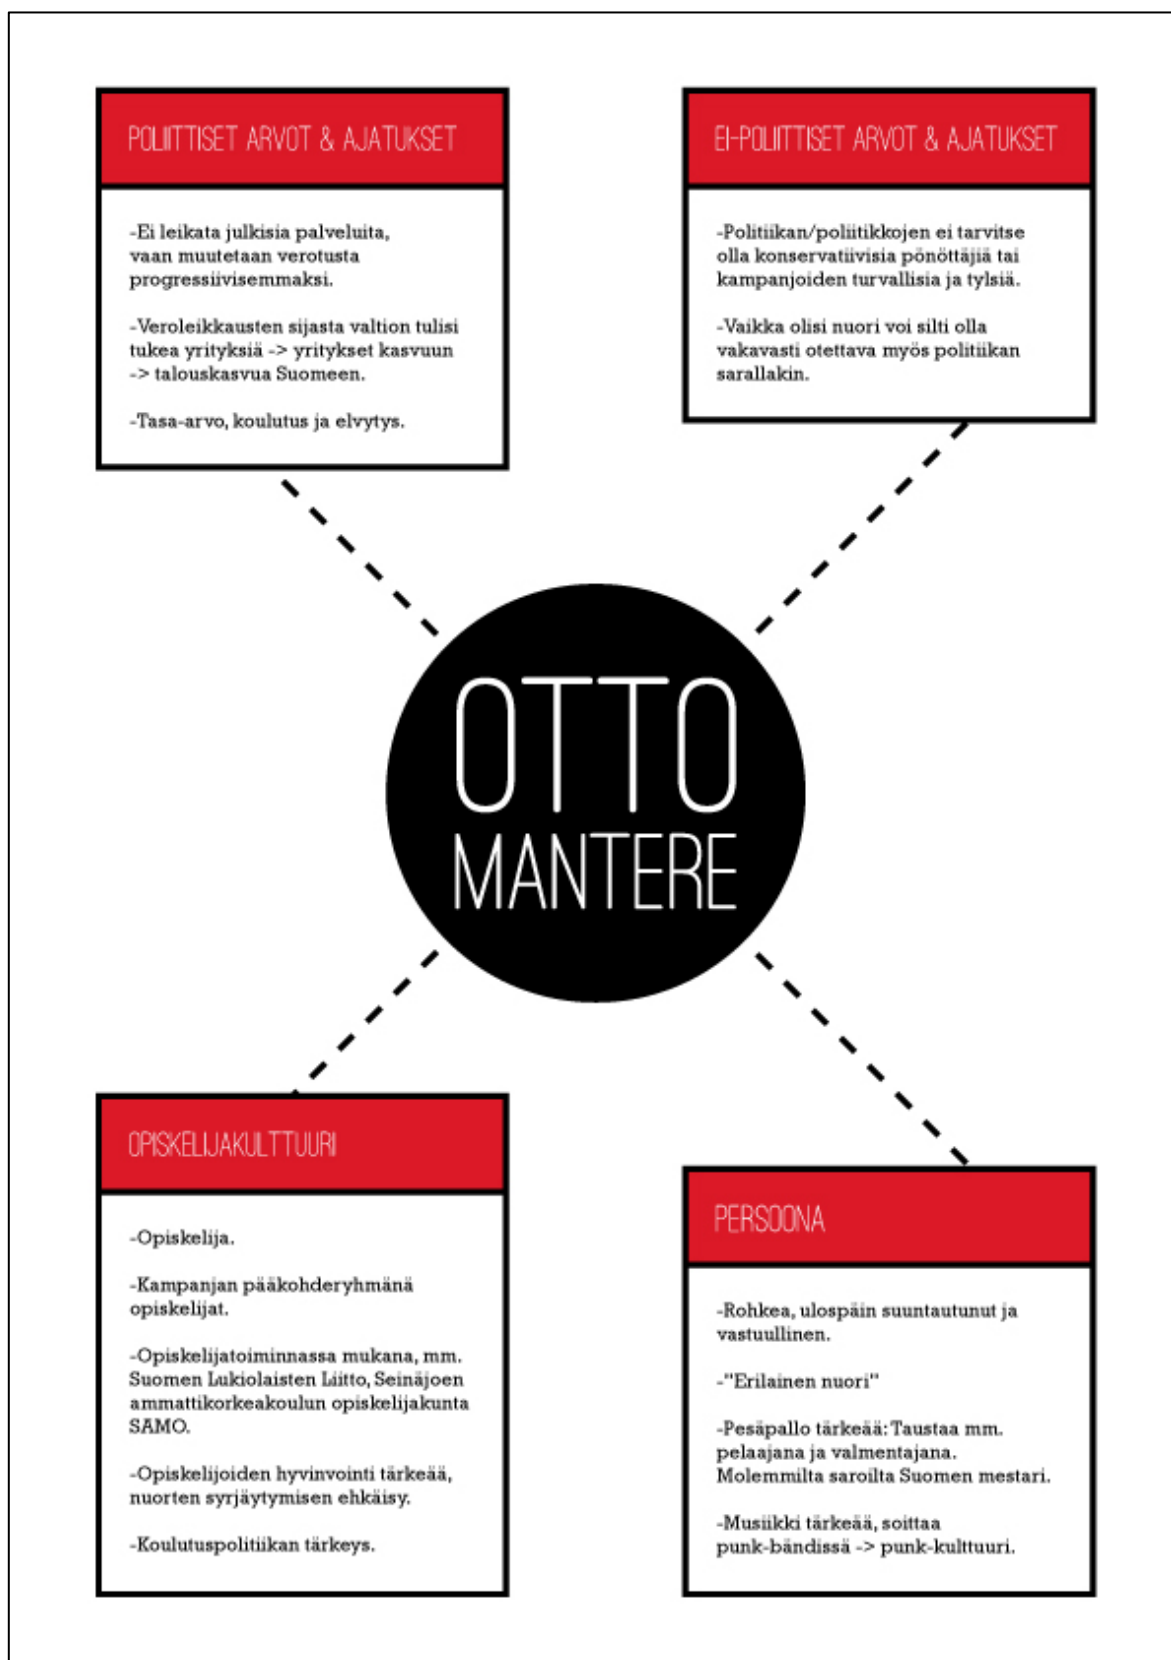 POLIITTISET ARVOT & AJATUKSET
-Ei leikata julkisia palveluita,
vaan muutetaan verotusta
progressiivisemmaksi.
-Veroleikkausten sijasta valtion tulisi
tukea yrityksiä -> yritykset kasvuun
-> talouskasvua Suomeen.
-Tasa-arvo, koulutus ja elvytys.
EI-POLIITTISET ARVOT & AJATUKSET
-Politiikan/poliitikkojen ei tarvitse
olla konservatiivisia pönöttäjiä tai
kampanjoiden turvallisia ja tylsiä.
-Vaikka olisi nuori voi silti olla
vakavasti otettava myös politiikan
sarallakin.
OTTO
MANTERE
OPISKELIJAKULTTUURI
-Opiskelija.
-Kampanjan pääkohderyhmänä
opiskelijat.
-Opiskelijatoiminnassa mukana, mm.
Suomen Lukiolaisten Liitto, Seinäjoen
ammattikorkeakoulun opiskelijakunta
SAMO.
-Opiskelijoiden hyvinvointi tärkeää,
nuorten syrjäytymisen ehkäisy.
-Koulutuspolitiikan tärkeys.
PERSOONA
-Rohkea, ulospäin suuntautunut ja
vastuullinen.
-"Erilainen nuori"
-Pesäpallo tärkeää: Taustaa mm.
pelaajana ja valmentajana.
Molemmilta saroilta Suomen mestari.
-Musiikki tärkeää, soittaa
punk-bändissä -> punk-kulttuuri.